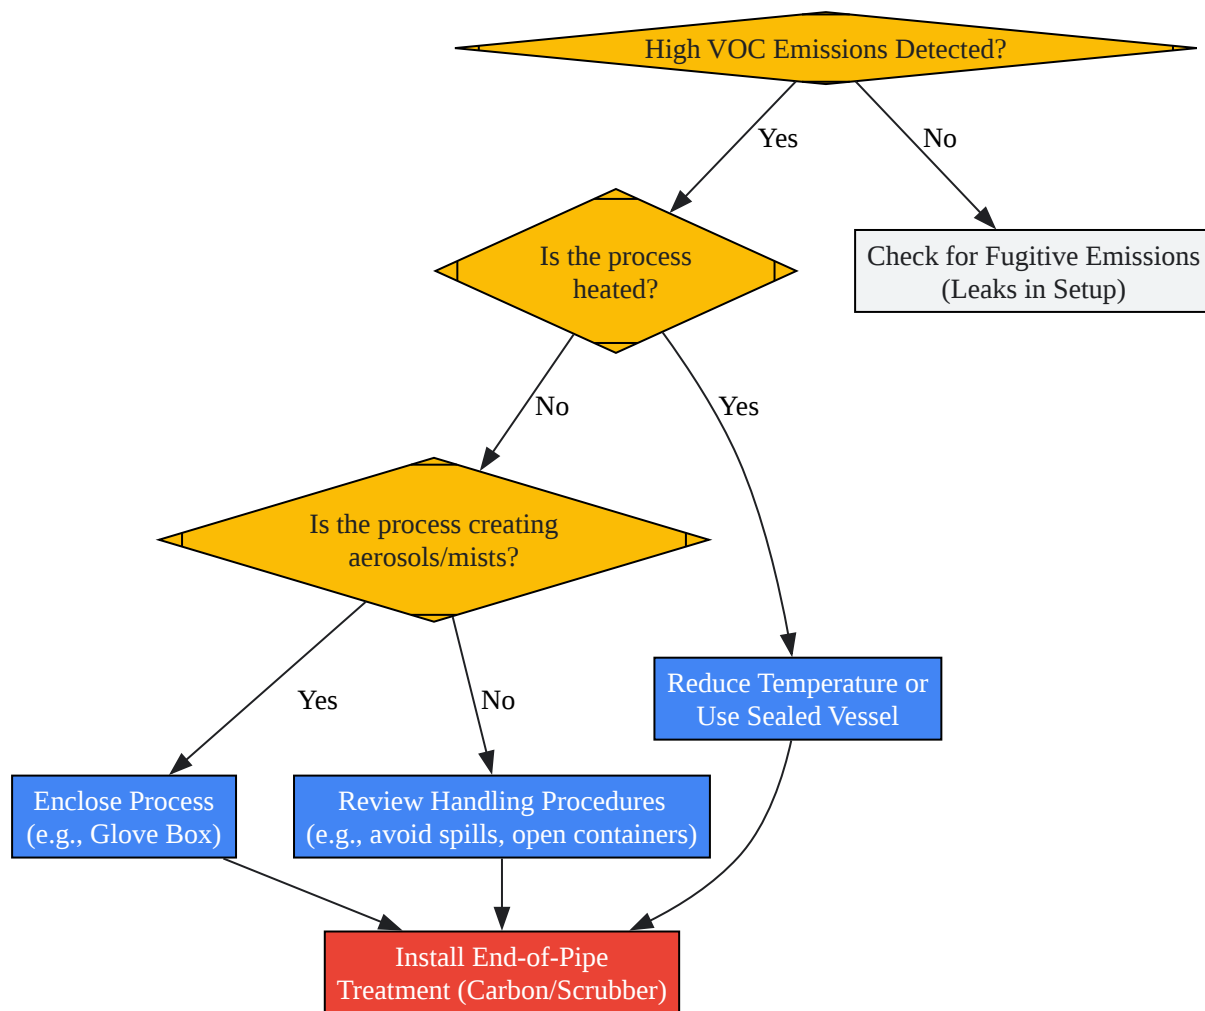 High VOC Emissions Detected?
Yes
No
Is the process
heated?
Check for Fugitive Emissions
(Leaks in Setup)
No
Yes
Is the process creating
aerosols/mists?
Yes
No
Reduce Temperature or
Use Sealed Vessel
Enclose Process
(e.g., Glove Box)
Review Handling Procedures
(e.g., avoid spills, open containers)
Install End-of-Pipe
Treatment (Carbon/Scrubber)